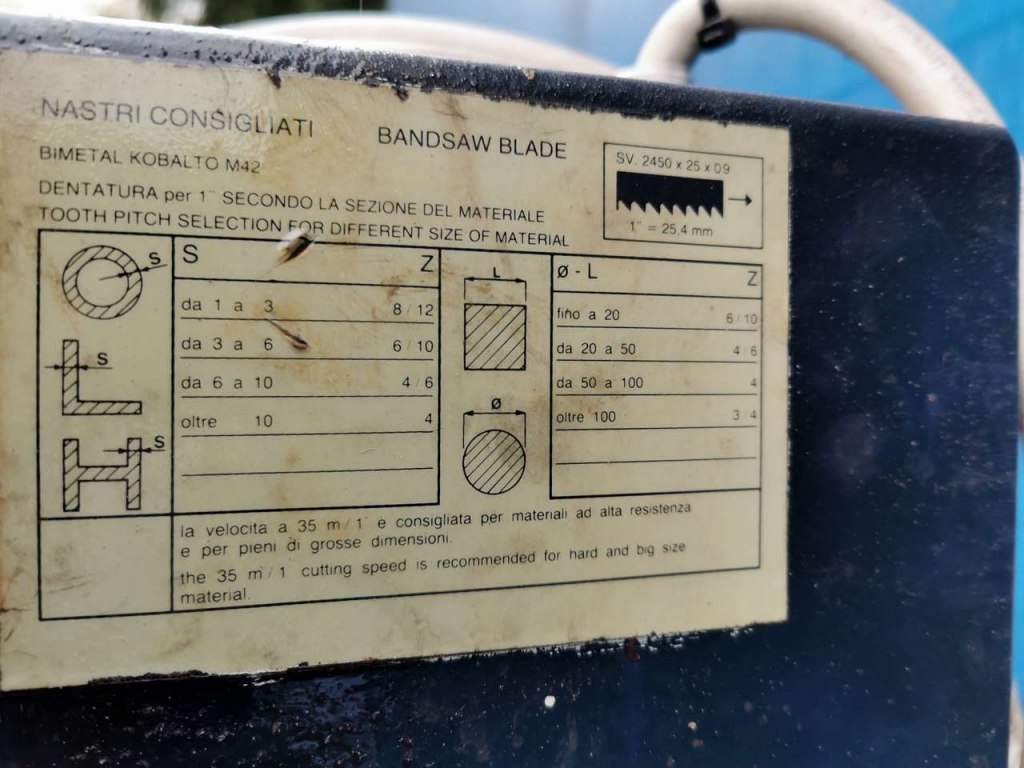 NASTRI CONSIGLIATI
BANDSAW BLADE
BIMETAL KOBALTO M42
DENTATURA per 1" SECONDO LA SEZIONE DEL MATERIALE
TOOTH PITCH SELECTION FOR DIFFERENT SIZE OF MATERIAL
SV. 2450 x 25 x 09
1" = 25,4 mm
S
S
S
S Z
da 1 a 3 8/12
da 3 a 6 6/10
da 6 a 10 4/6
oltre 10 4
L
Ø
Ø - L Z
fino a 20 6/10
da 20 a 50 4/6
da 50 a 100 4
oltre 100 3/4
la velocita a 35 m/1' e consigliata per materiali ad alta resistenza
e per pieni di grosse dimensioni.
the 35 m/1' cutting speed is recommended for hard and big size
material.